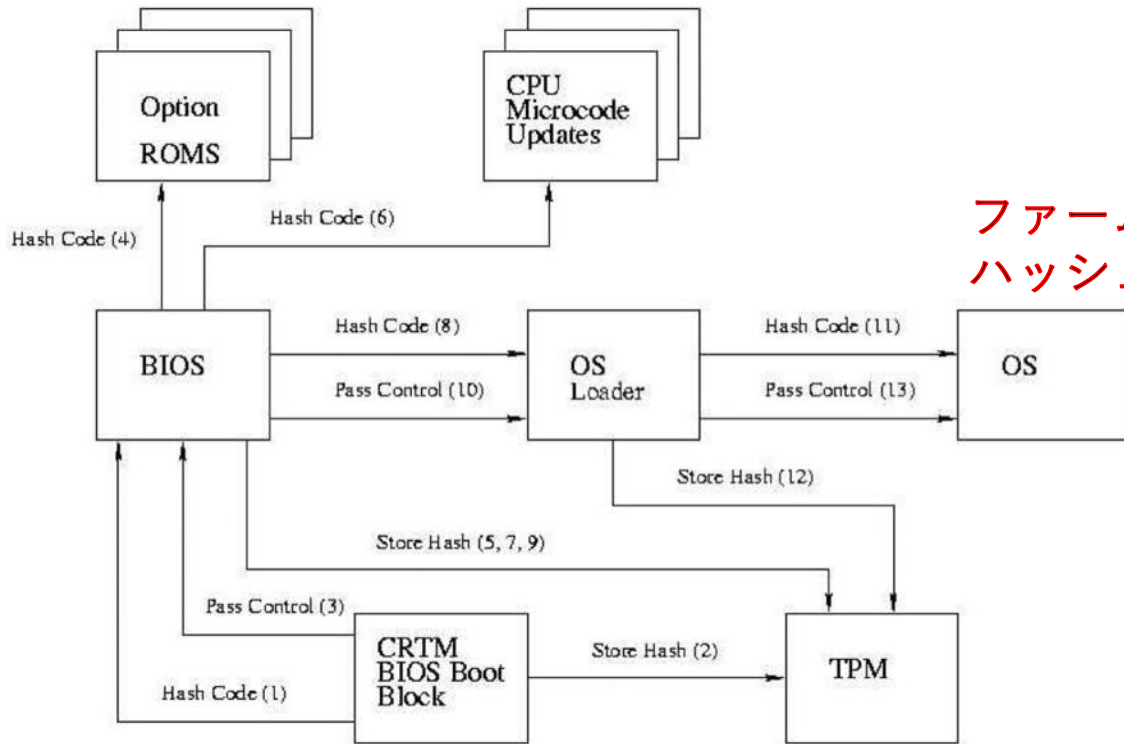 Option
ROMS
CPU
Microcode
Updates
Hash Code (4)
Hash Code (6)
ファー
ハッシ
BIOS
Hash Code (8)
Pass Control (10)
OS
Loader
Hash Code (11)
Pass Control (13)
OS
Store Hash (12)
Store Hash (5, 7, 9)
Pass Control (3)
CRTM
BIOS Boot
Block
Store Hash (2)
TPM
Hash Code (1)